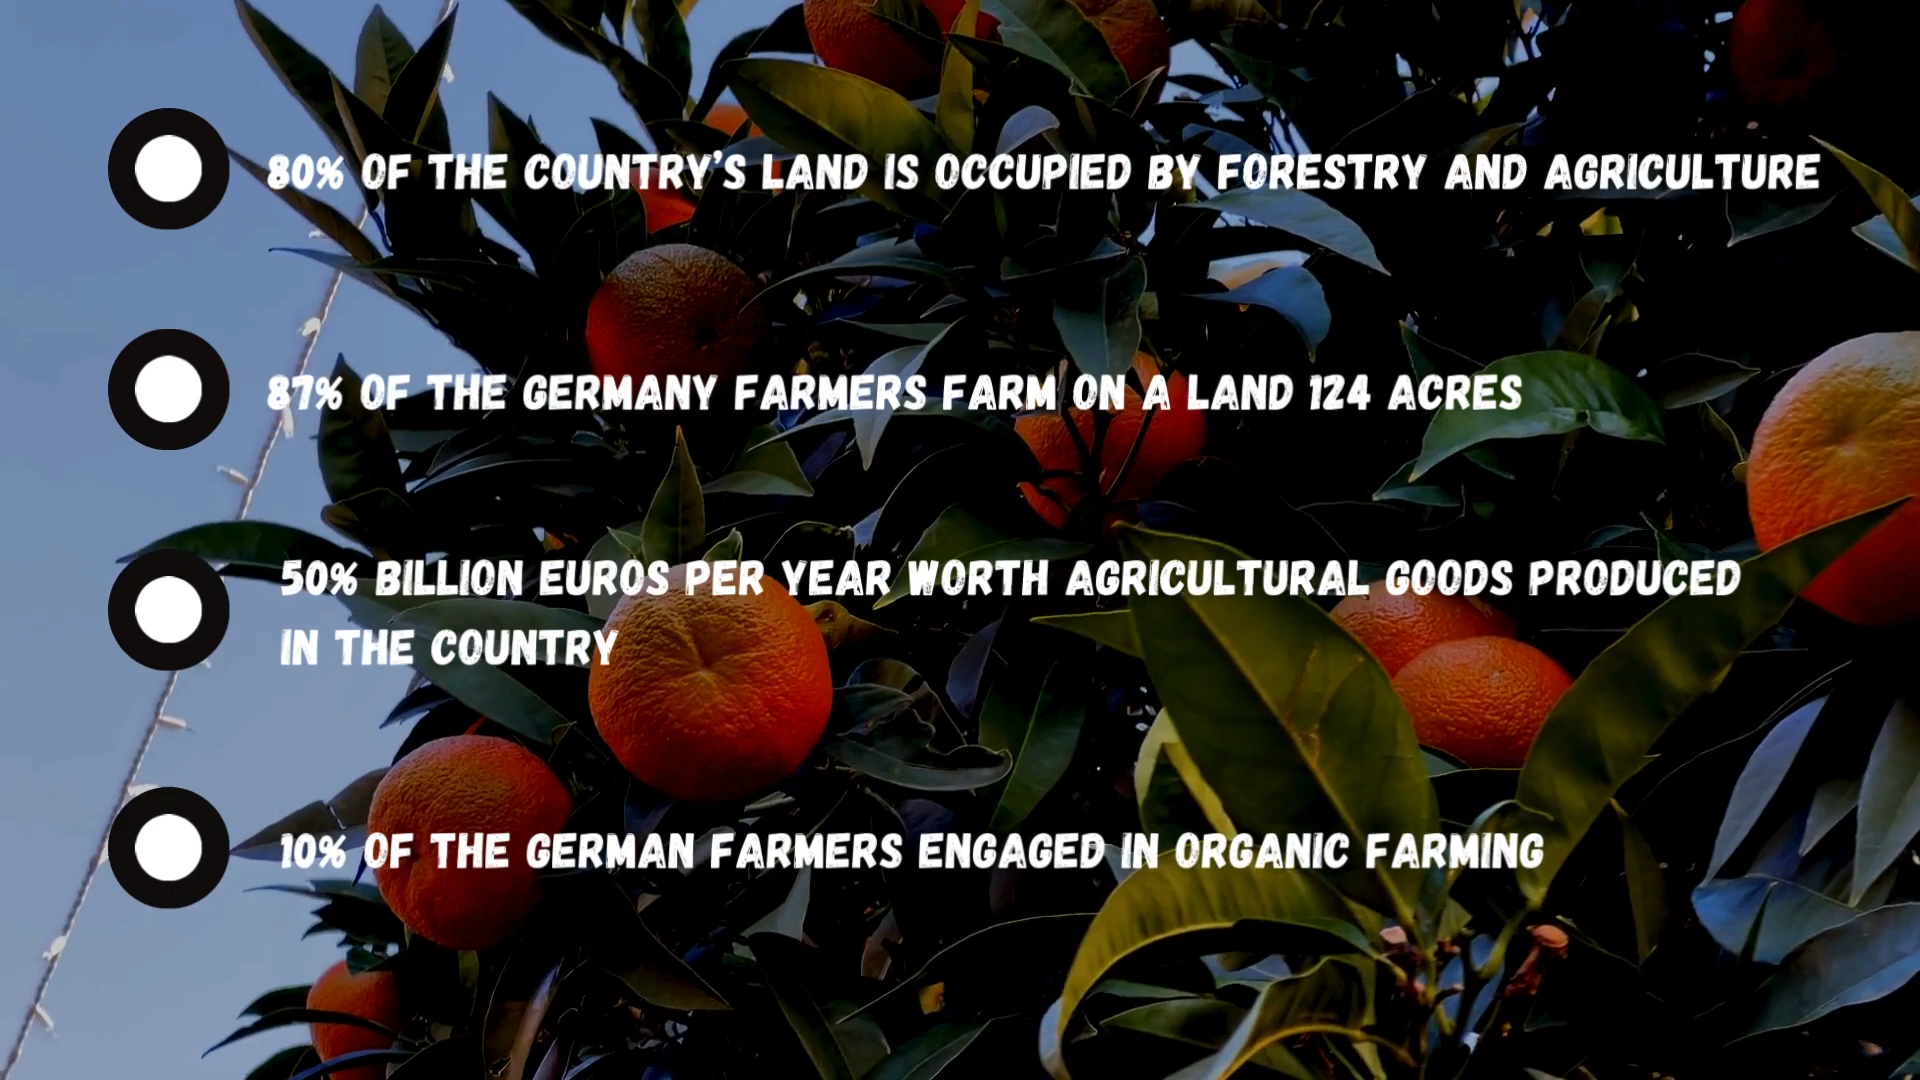 80% OF THE COUNTRY’S LAND IS OCCUPIED BY FORESTRY AND AGRICULTURE
87% OF THE GERMANY FARMERS FARM ON A LAND 124 ACRES
50% BILLION EUROS PER YEAR WORTH AGRICULTURAL GOODS PRODUCED
IN THE COUNTRY
10% OF THE GERMAN FARMERS ENGAGED IN ORGANIC FARMING